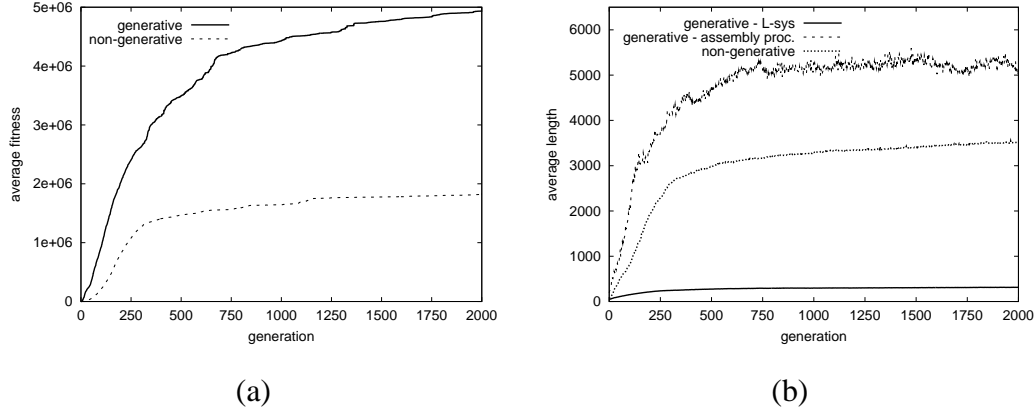 5e+06
4e+06
3e+06
2e+06
1e+06
0
average fitness
generative
non-generative
0 250 500 750 1000 1250 1500 1750 2000
generation
(a)
6000
5000
4000
3000
2000
1000
0
average length
generative - L-sys
generative - assembly proc.
non-generative
0 250 500 750 1000 1250 1500 1750 2000
generation
(b)